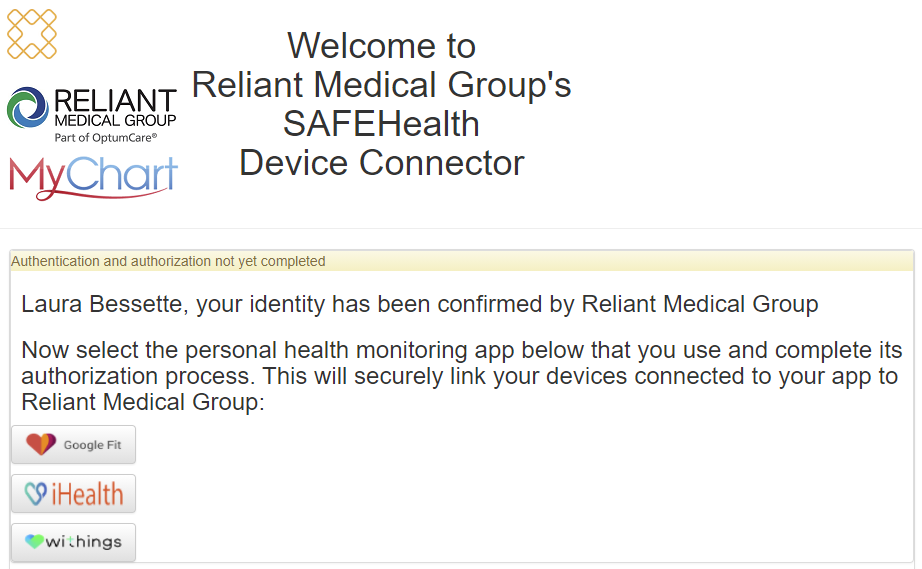 Welcome to
Reliant Medical Group's
SAFEHealth
Device Connector
RELIANT
MEDICAL GROUP
Part of OptumCare®
MyChart
Authentication and authorization not yet completed
Laura Bessette, your identity has been confirmed by Reliant Medical Group
Now select the personal health monitoring app below that you use and complete its
authorization process. This will securely link your devices connected to your app to
Reliant Medical Group:
Google Fit
iHealth
withings